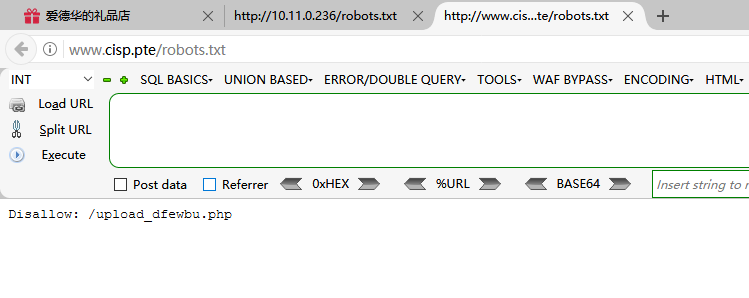 爱德华的礼品店
http://10.11.0.236/robots.txt
http://www.cis...te/robots.txt
www.cisp.pte/robots.txt
INT
SQL BASICS
UNION BASED
ERROR/DOUBLE QUERY
TOOLS
WAF BYPASS
ENCODING
HTML
Load URL
Split URL
Execute
Post data
Referrer
0xHEX
%URL
BASE64
Insert string to r
Disallow: /upload_dfewbu.php